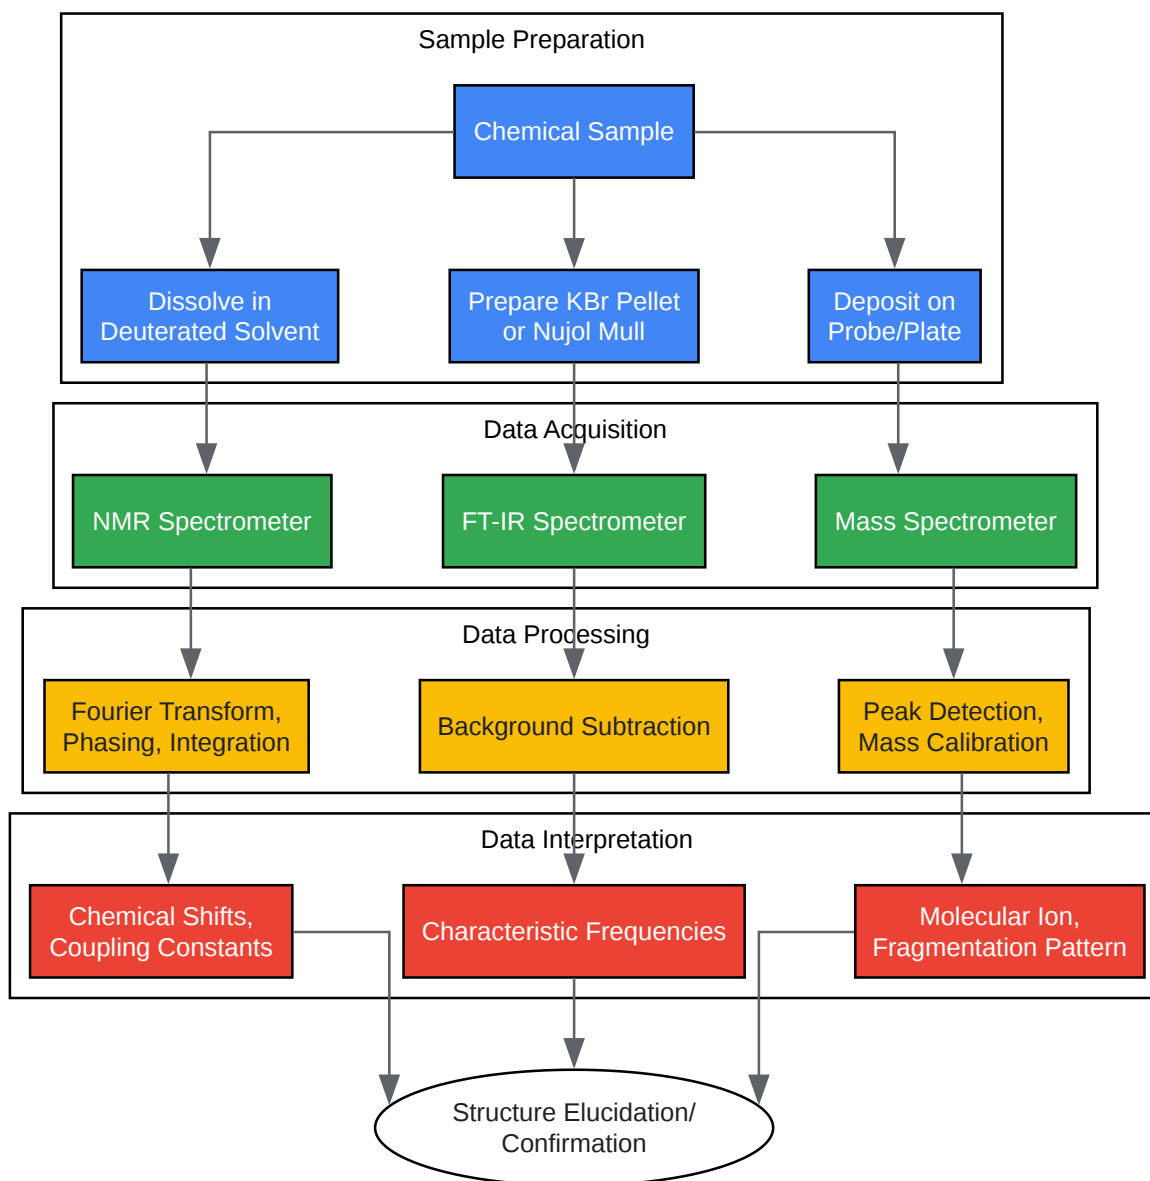 Sample Preparation
Chemical Sample
Dissolve in
Deuterated Solvent
Prepare KBr Pellet
or Nujol Mull
Deposit on
Probe/Plate
Data Acquisition
NMR Spectrometer
FT-IR Spectrometer
Mass Spectrometer
Data Processing
Fourier Transform,
Phasing, Integration
Background Subtraction
Peak Detection,
Mass Calibration
Data Interpretation
Chemical Shifts,
Coupling Constants
Characteristic Frequencies
Molecular Ion,
Fragmentation Pattern
Structure Elucidation/
Confirmation